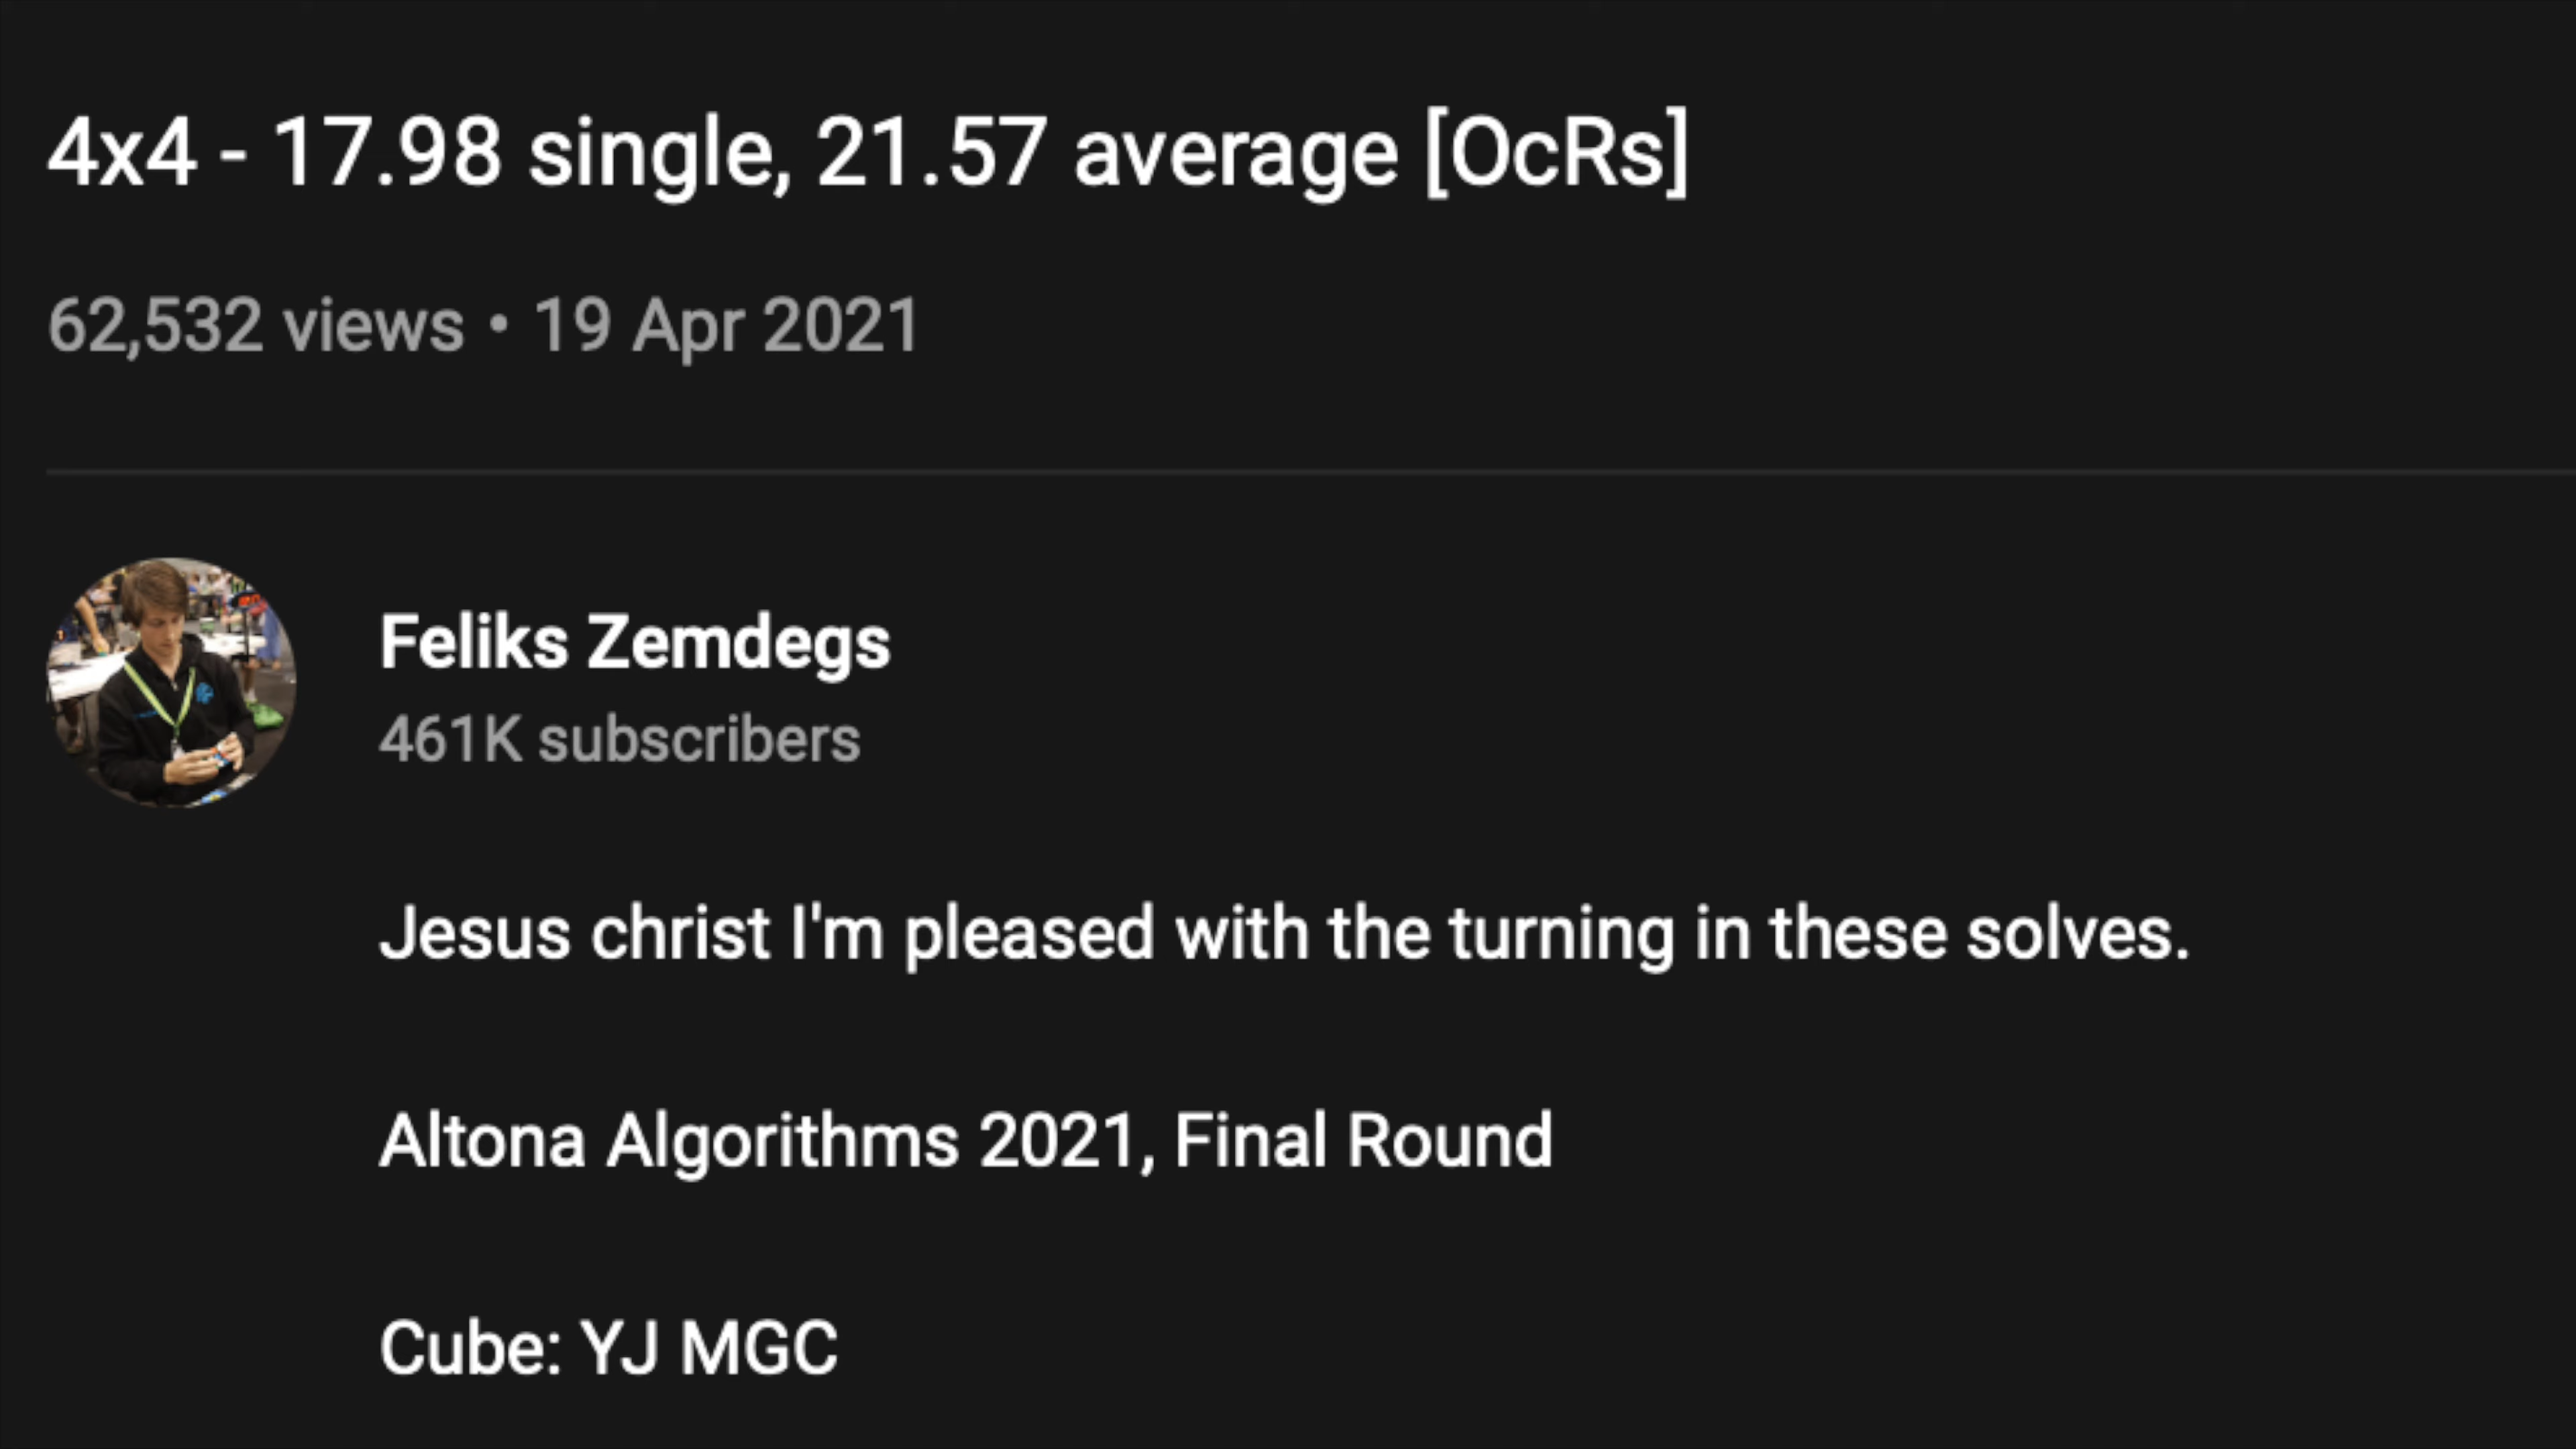 4x4 - 17.98 single, 21.57 average [OcRs]
62,532 views • 19 Apr 2021
Feliks Zemdegs
461K subscribers
Jesus christ I'm pleased with the turning in these solves.
Altona Algorithms 2021, Final Round
Cube: YJ MGC